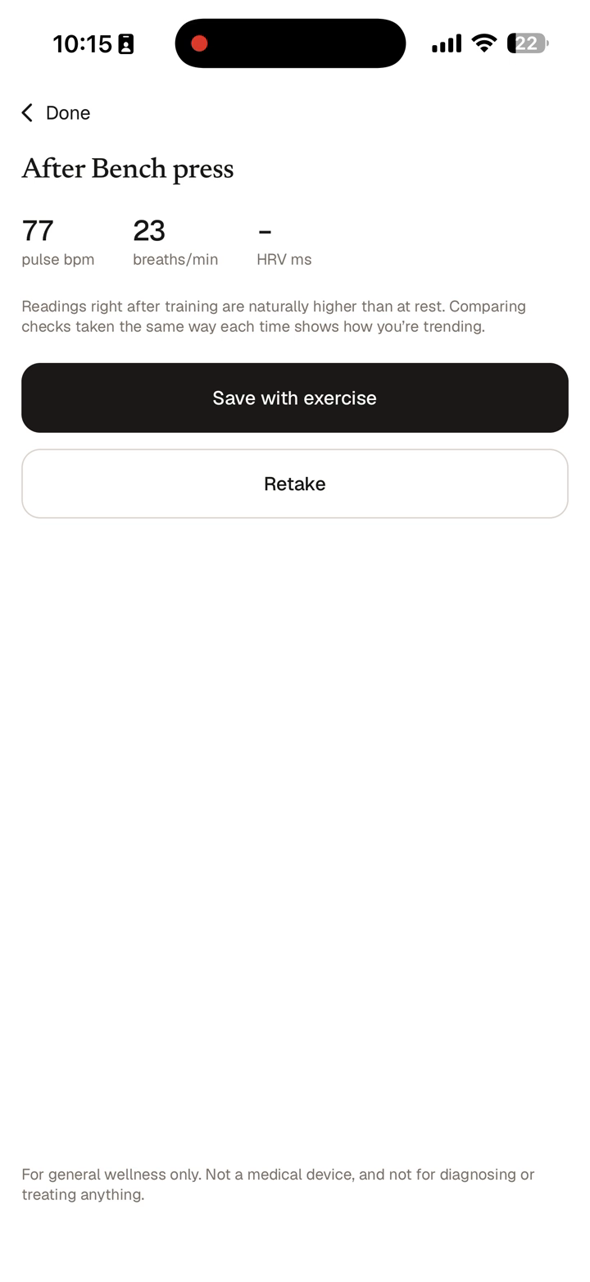 10:15
22
Done
After Bench press
77 23 –
pulse bpm breaths/min HRV ms
Readings right after training are naturally higher than at rest. Comparing
checks taken the same way each time shows how you’re trending.
Save with exercise
Retake
For general wellness only. Not a medical device, and not for diagnosing or
treating anything.